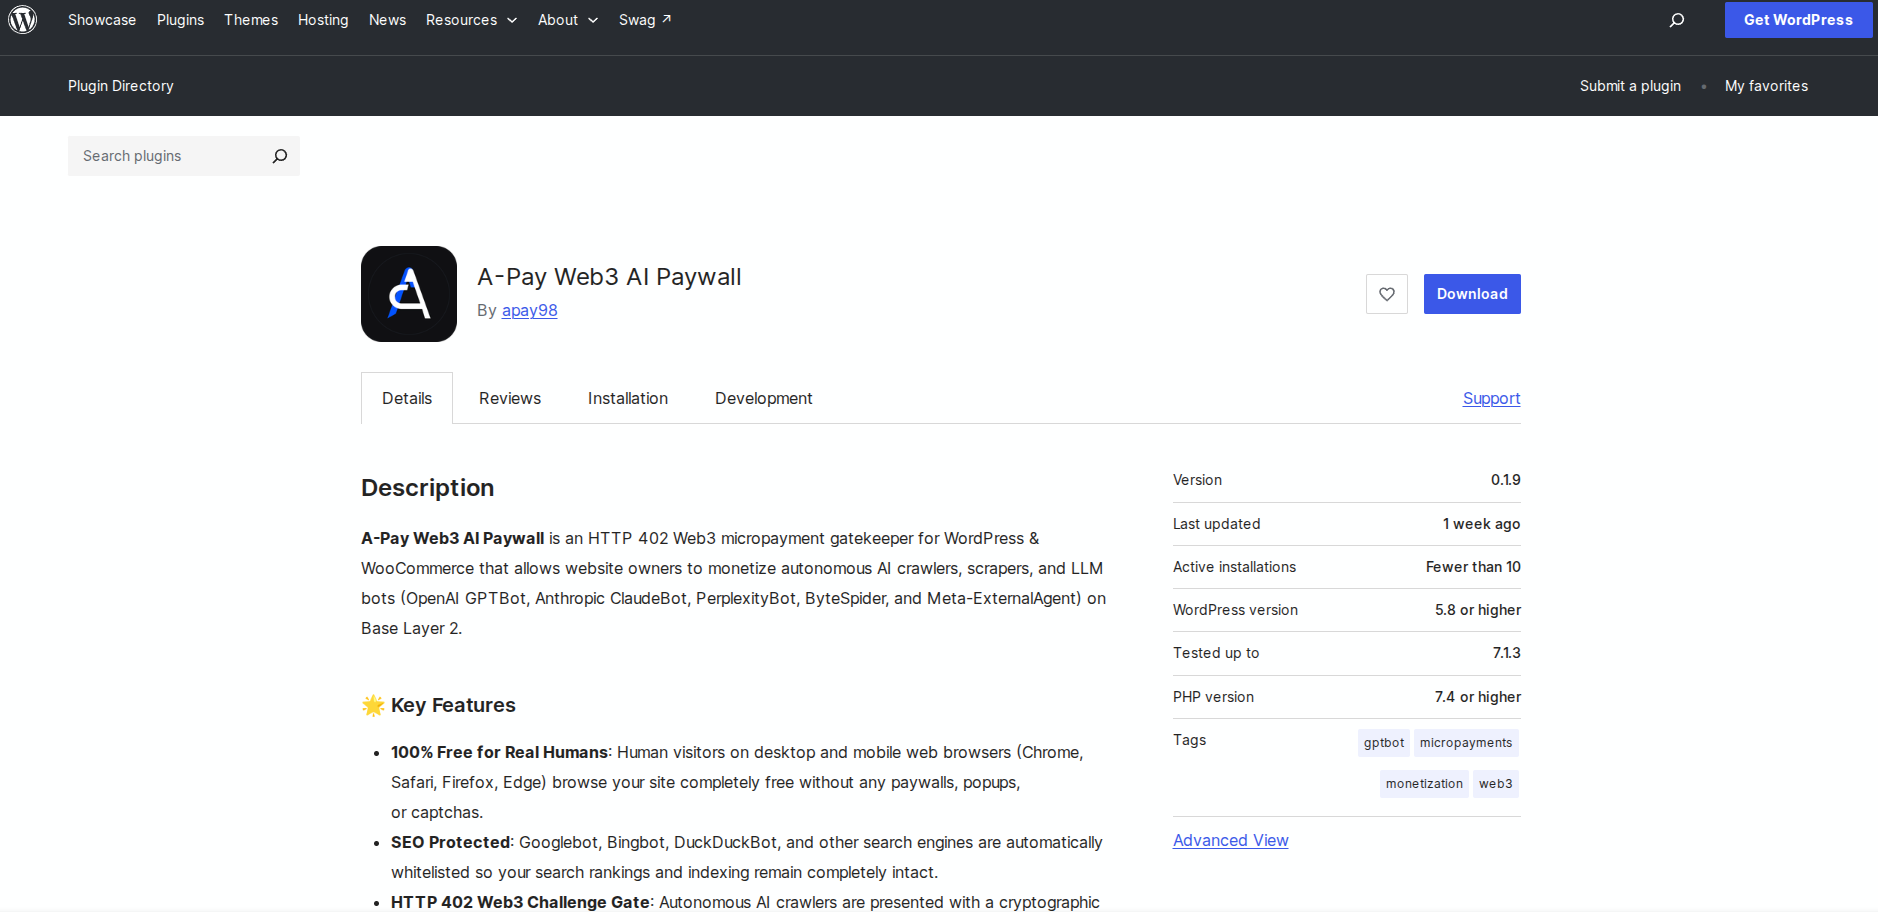 Showcase Plugins Themes Hosting News Resources About Swag ↗
Get WordPress
Plugin Directory
Submit a plugin • My favorites
Search plugins
A-Pay Web3 AI Paywall
By apay98
Download
Details Reviews Installation Development
Support
Description
A-Pay Web3 AI Paywall is an HTTP 402 Web3 micropayment gatekeeper for WordPress &
WooCommerce that allows website owners to monetize autonomous AI crawlers, scrapers, and LLM
bots (OpenAI GPTBot, Anthropic ClaudeBot, PerplexityBot, ByteSpider, and Meta-ExternalAgent) on
Base Layer 2.
🌟 Key Features
• 100% Free for Real Humans: Human visitors on desktop and mobile web browsers (Chrome,
Safari, Firefox, Edge) browse your site completely free without any paywalls, popups,
or captchas.
• SEO Protected: Googlebot, Bingbot, DuckDuckBot, and other search engines are automatically
whitelisted so your search rankings and indexing remain completely intact.
• HTTP 402 Web3 Challenge Gate: Autonomous AI crawlers are presented with a cryptographic
Version 0.1.9
Last updated 1 week ago
Active installations Fewer than 10
WordPress version 5.8 or higher
Tested up to 7.1.3
PHP version 7.4 or higher
Tags gptbot micropayments
monetization web3
Advanced View